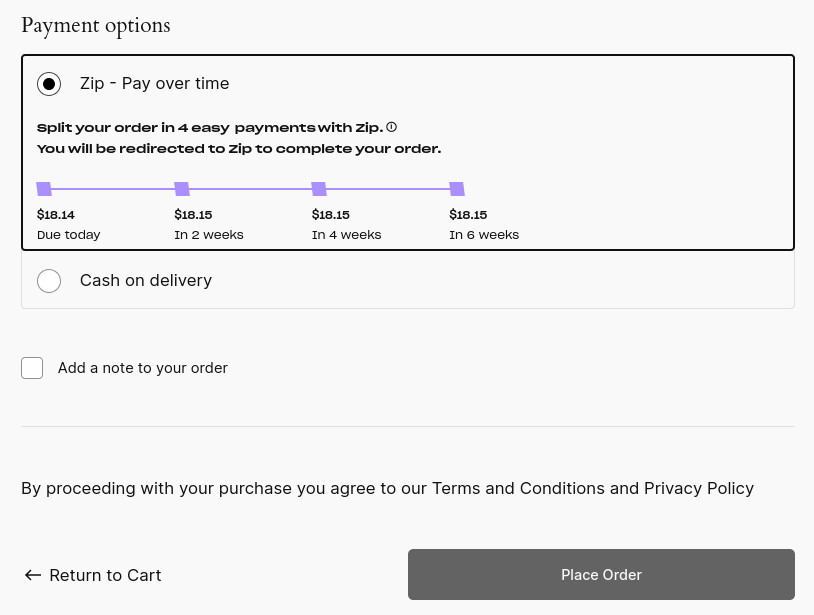 Payment options
Zip - Pay over time
Split your order in 4 easy payments with Zip.
You will be redirected to Zip to complete your order.
$18.14 $18.15 $18.15 $18.15
Due today In 2 weeks In 4 weeks In 6 weeks
Cash on delivery
Add a note to your order
By proceeding with your purchase you agree to our Terms and Conditions and Privacy Policy
← Return to Cart Place Order